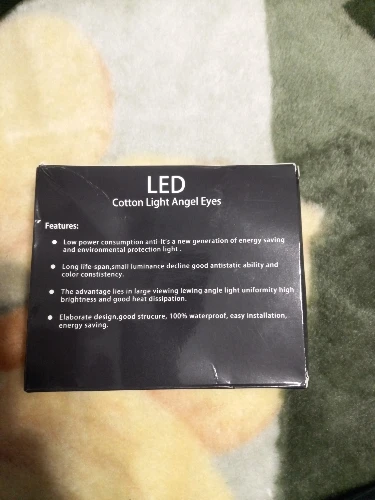 LED
Cotton Light Angel Eyes
Features:
Low power consumption anti It's a new generation of energy saving
and environmental protection light .
Long life-span,small luminance decline good antistatic ability and
color constistency.
The advantage lies in large viewing lewing angle light uniformity high
brightness and good heat dissipation.
Elaborate design,good strucure, 100% waterproof, easy installation,
energy saving.